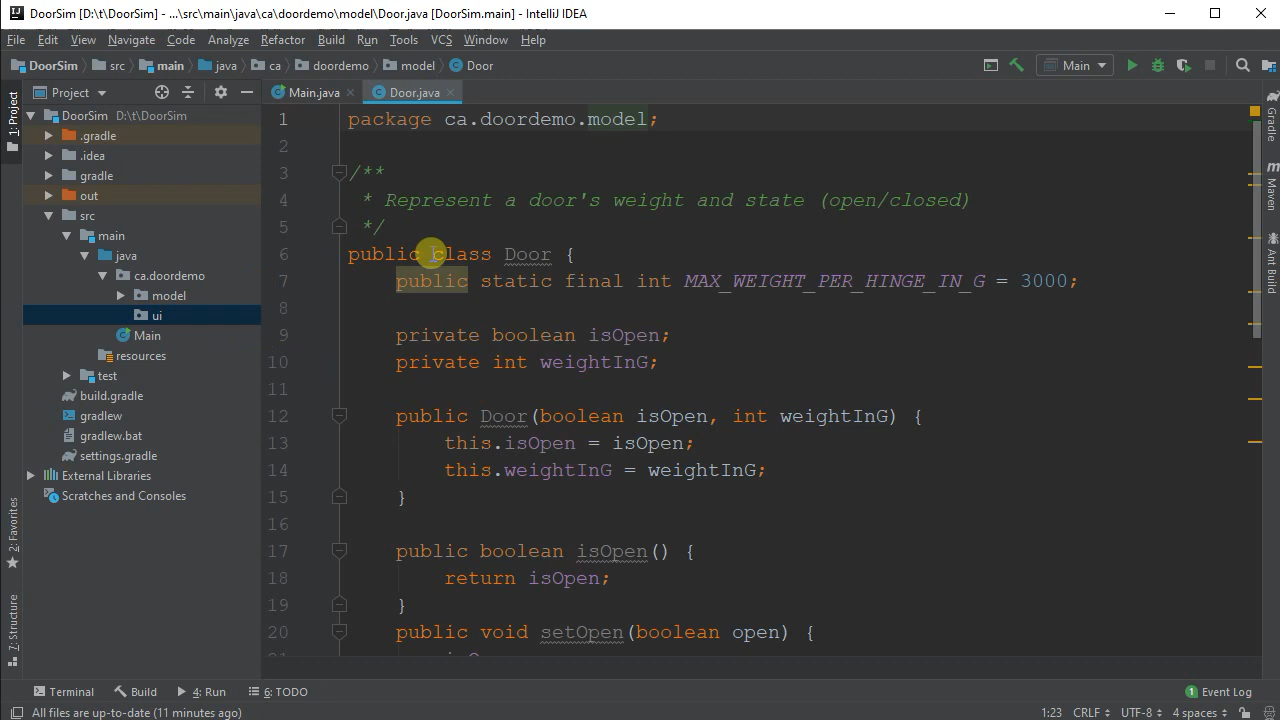 DoorSim [D:\t\DoorSim] - ...\src\main\java\ca\doordemo\model\Door.java [DoorSim.main] - IntelliJ IDEA
File Edit View Navigate Code Analyze Refactor Build Run Tools VCS Window Help
DoorSim src main java ca doordemo model Door Main
1: Project
7: Structure
2: Favorites
Project
DoorSim D:\t\DoorSim
.gradle
.idea
gradle
out
src
main
java
ca.doordemo
model
ui
Main
resources
test
build.gradle
gradlew
gradlew.bat
settings.gradle
External Libraries
Scratches and Consoles
Main.java Door.java
1 package ca.doordemo.model;
2
3 /**
4 * Represent a door's weight and state (open/closed)
5 */
6 public class Door {
7 public static final int MAX_WEIGHT_PER_HINGE_IN_G = 3000;
8
9 private boolean isOpen;
10 private int weightInG;
11
12 public Door(boolean isOpen, int weightInG) {
13 this.isOpen = isOpen;
14 this.weightInG = weightInG;
15 }
16
17 public boolean isOpen() {
18 return isOpen;
19 }
20 public void setOpen(boolean open) {
Gradle
Maven
Ant Build
Terminal Build 4: Run 6: TODO 1 Event Log
All files are up-to-date (11 minutes ago) 1:23 CRLF UTF-8 4 spaces